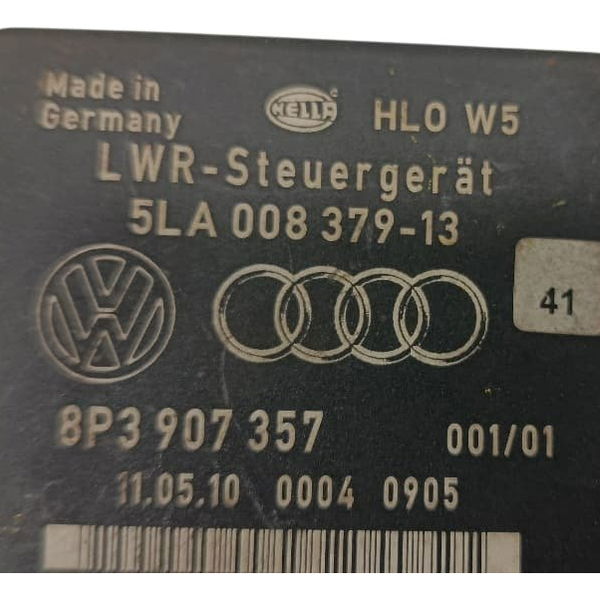 Made in
Germany
HELLA
HLO W5
LWR-Steuergerät
5LA 008 379-13
VW
41
8P3 907 357 001/01
11.05.10 0004 0905